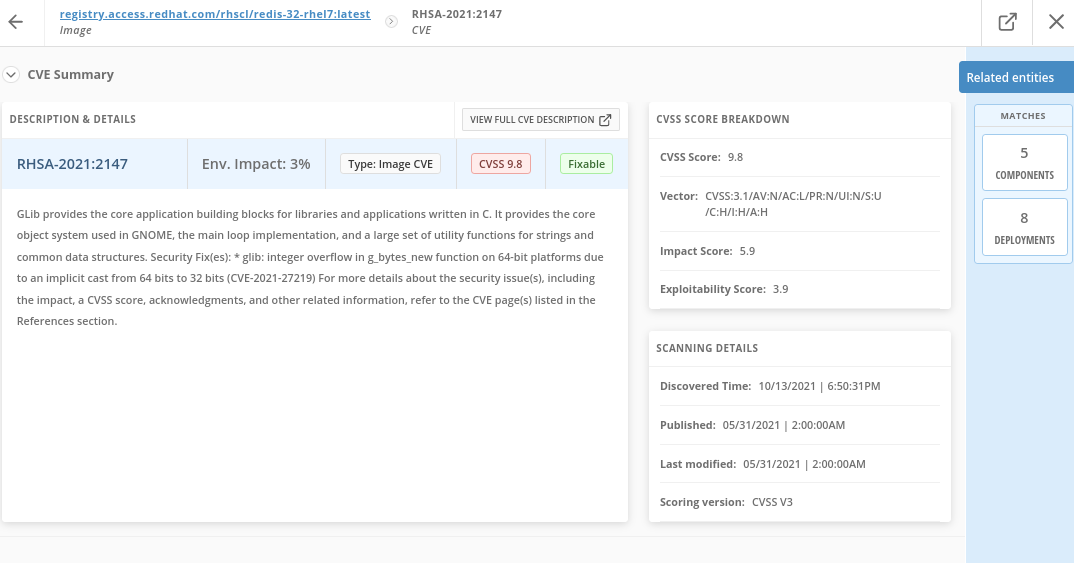 registry.access.redhat.com/rhscl/redis-32-rhel7:latest
Image
RHSA-2021:2147
CVE
CVE Summary
Related entities
DESCRIPTION & DETAILS
VIEW FULL CVE DESCRIPTION
RHSA-2021:2147
Env. Impact: 3%
Type: Image CVE
CVSS 9.8
Fixable
GLib provides the core application building blocks for libraries and applications written in C. It provides the core
object system used in GNOME, the main loop implementation, and a large set of utility functions for strings and
common data structures. Security Fix(es): * glib: integer overflow in g_bytes_new function on 64-bit platforms due
to an implicit cast from 64 bits to 32 bits (CVE-2021-27219) For more details about the security issue(s), including
the impact, a CVSS score, acknowledgments, and other related information, refer to the CVE page(s) listed in the
References section.
CVSS SCORE BREAKDOWN
CVSS Score: 9.8
Vector: CVSS:3.1/AV:N/AC:L/PR:N/UI:N/S:U
/C:H/I:H/A:H
Impact Score: 5.9
Exploitability Score: 3.9
SCANNING DETAILS
Discovered Time: 10/13/2021 | 6:50:31PM
Published: 05/31/2021 | 2:00:00AM
Last modified: 05/31/2021 | 2:00:00AM
Scoring version: CVSS V3
MATCHES
5
COMPONENTS
8
DEPLOYMENTS